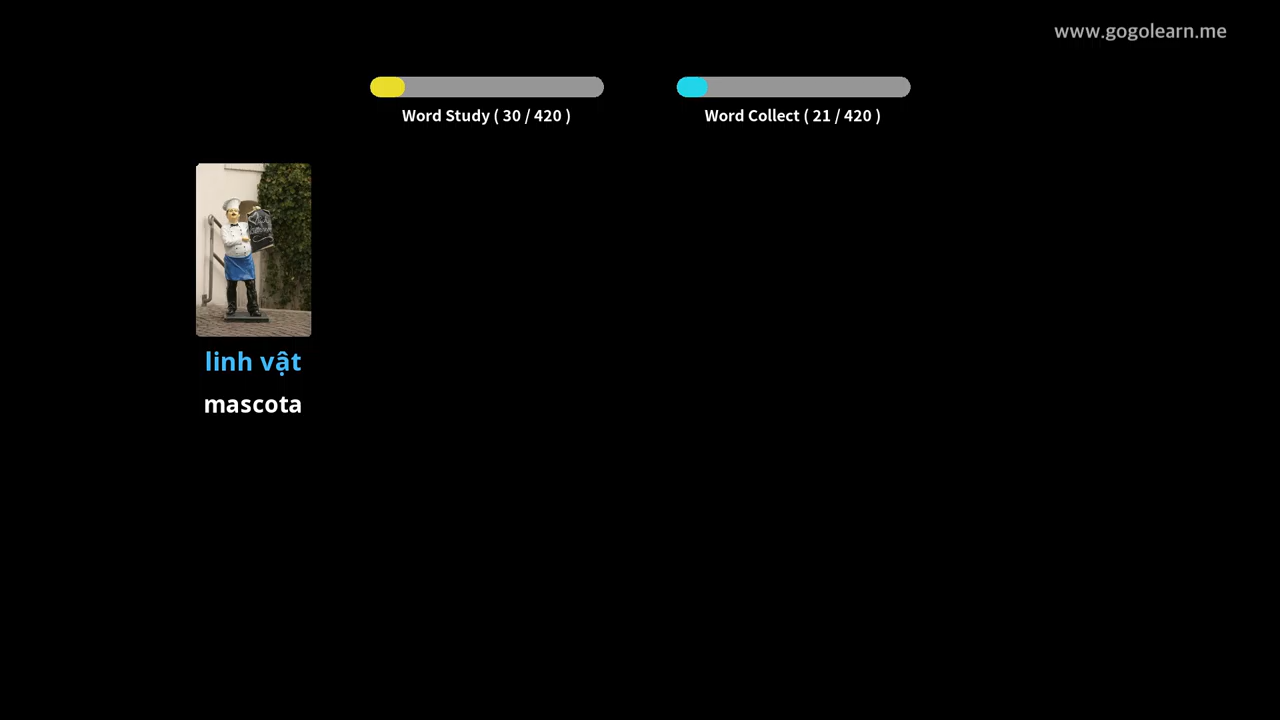 www.gogolearn.me
Word Study ( 30 / 420 )
Word Collect ( 21 / 420 )
linh vật
mascota